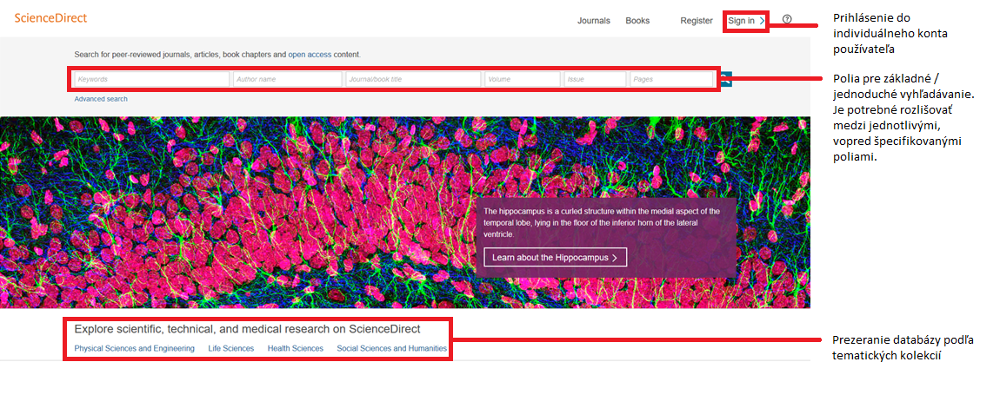 ScienceDirect
Journals Books Register Sign in
Search for peer-reviewed journals, articles, book chapters and open access content.
Keywords Author name Journal/book title Volume Issue Pages
Advanced search
The hippocampus is a curled structure within the medial aspect of the
temporal lobe, lying in the floor of the inferior horn of the lateral
ventricle.
Learn about the Hippocampus
Explore scientific, technical, and medical research on ScienceDirect
Physical Sciences and Engineering Life Sciences Health Sciences Social Sciences and Humanities
Prihlásenie do
individuálneho konta
používateľa
Polia pre základné /
jednoduché vyhľadávanie.
Je potrebné rozlišovať
medzi jednotlivými,
vopred špecifikovanými
poliami.
Prezeranie databázy podľa
tematických kolekcií